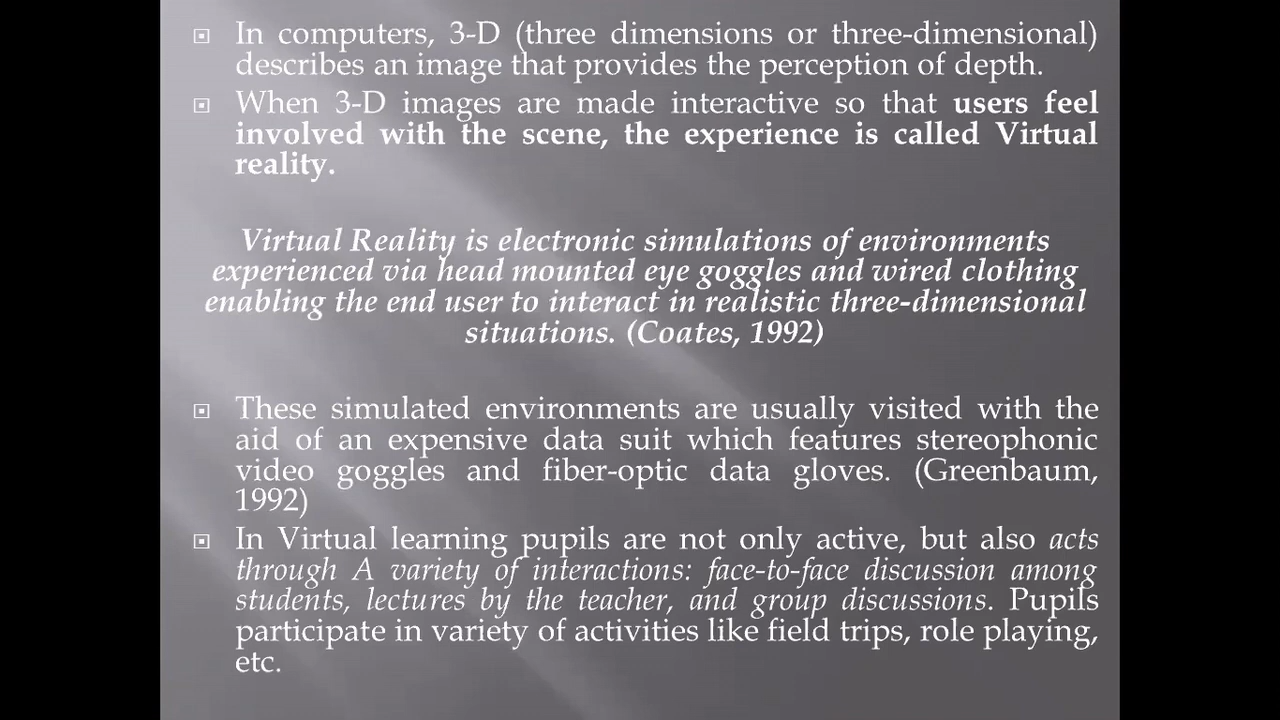 In computers, 3-D (three dimensions or three-dimensional)
describes an image that provides the perception of depth.
When 3-D images are made interactive so that users feel
involved with the scene, the experience is called Virtual
reality.
Virtual Reality is electronic simulations of environments
experienced via head mounted eye goggles and wired clothing
enabling the end user to interact in realistic three-dimensional
situations. (Coates, 1992)
These simulated environments are usually visited with the
aid of an expensive data suit which features stereophonic
video goggles and fiber-optic data gloves. (Greenbaum,
1992)
In Virtual learning pupils are not only active, but also acts
through A variety of interactions: face-to-face discussion among
students, lectures by the teacher, and group discussions. Pupils
participate in variety of activities like field trips, role playing,
etc.